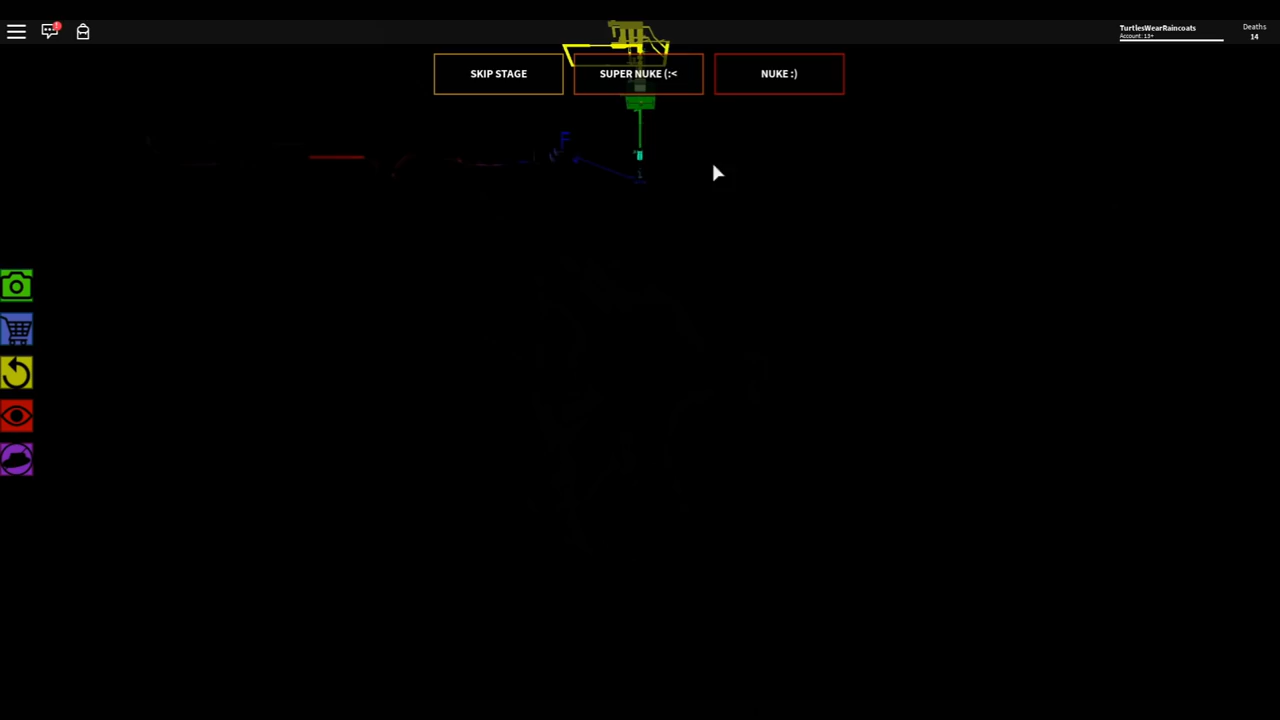 TurtlesWearRaincoats
Account: 13+
Deaths
14
SKIP STAGE
SUPER NUKE (:<
NUKE :)
F